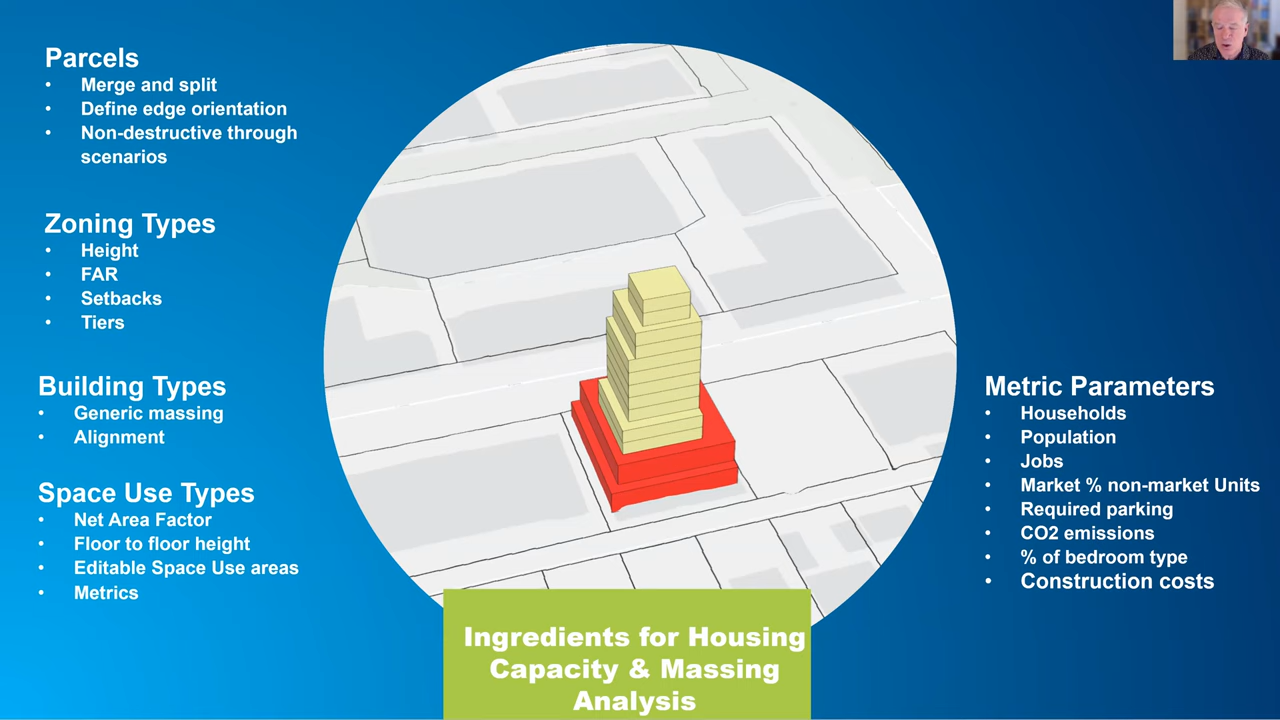 Parcels
• Merge and split
• Define edge orientation
• Non-destructive through
scenarios
Zoning Types
• Height
• FAR
• Setbacks
• Tiers
Building Types
• Generic massing
• Alignment
Space Use Types
• Net Area Factor
• Floor to floor height
• Editable Space Use areas
• Metrics
Metric Parameters
• Households
• Population
• Jobs
• Market % non-market Units
• Required parking
• CO2 emissions
• % of bedroom type
• Construction costs
Ingredients for Housing
Capacity & Massing
Analysis